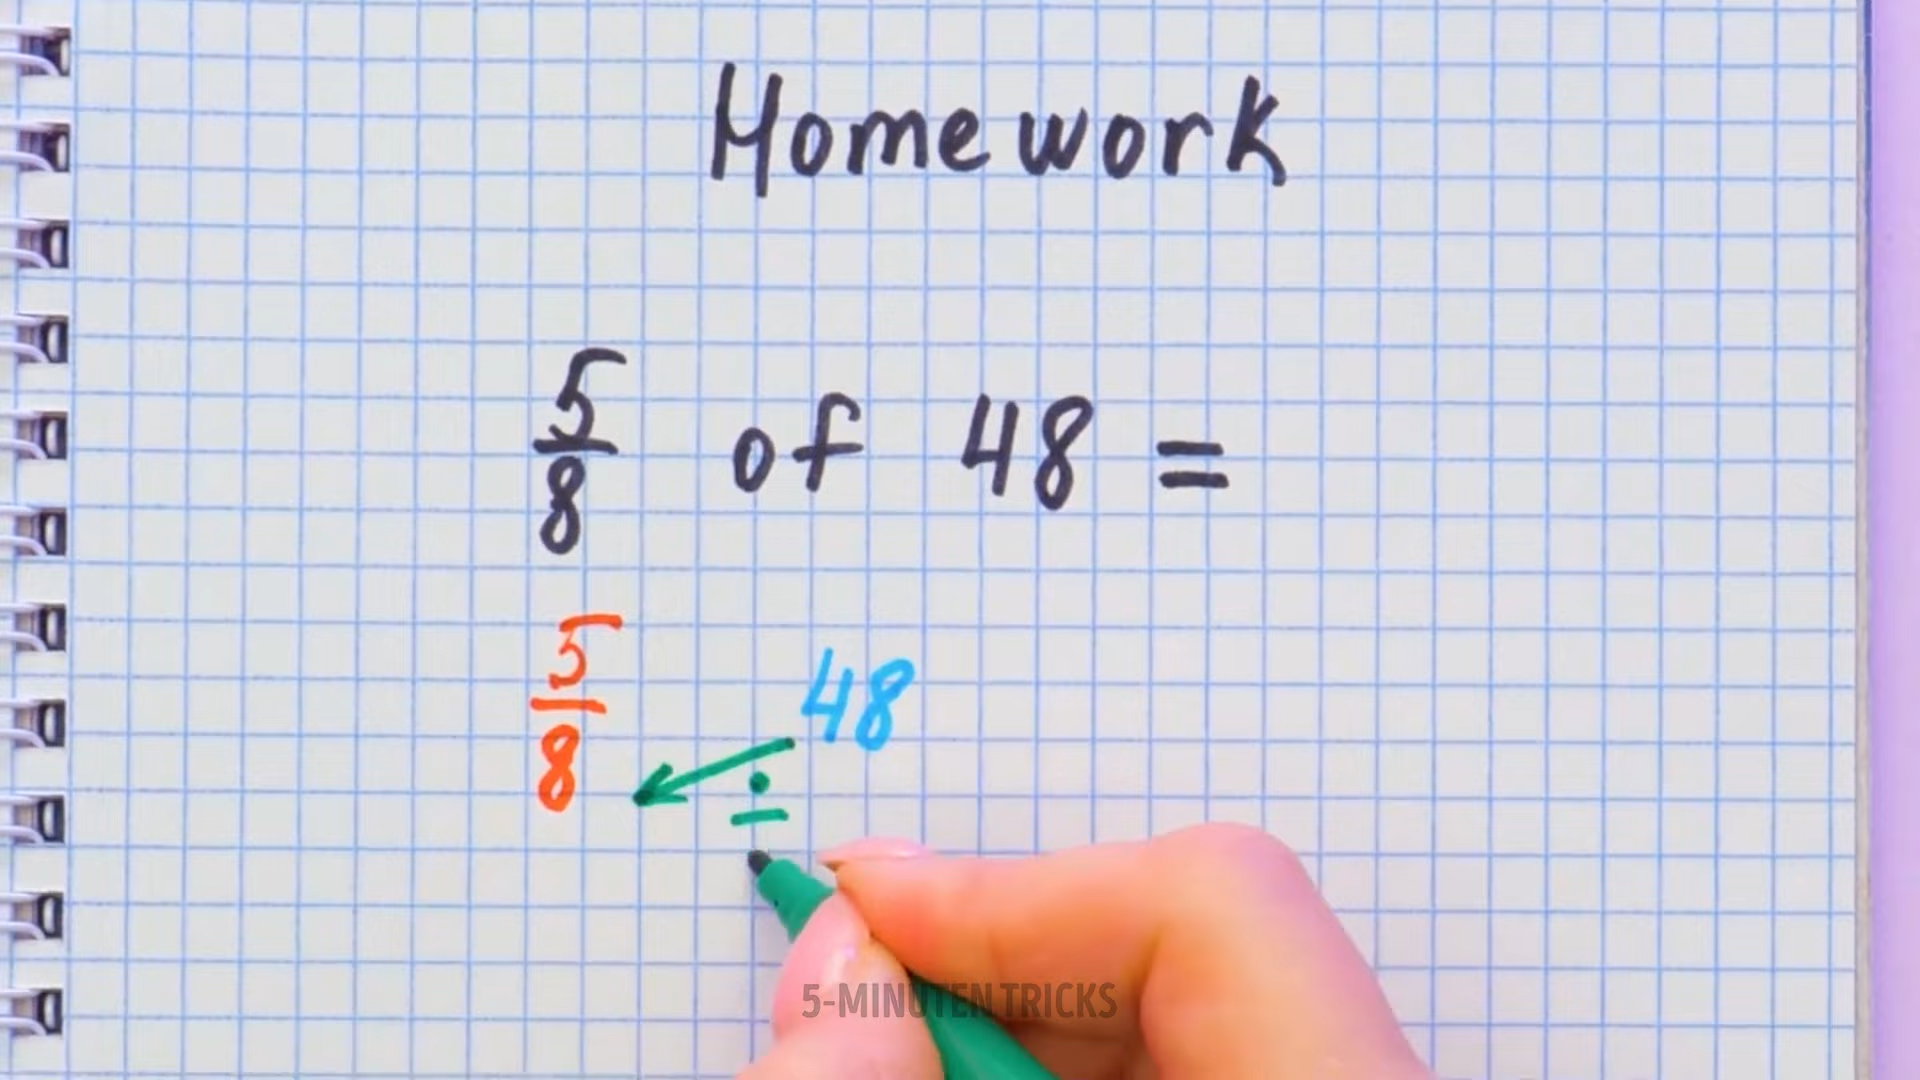 Homework
5/8 of 48 =
5/8 48
÷
5-MINUTEN TRICKS